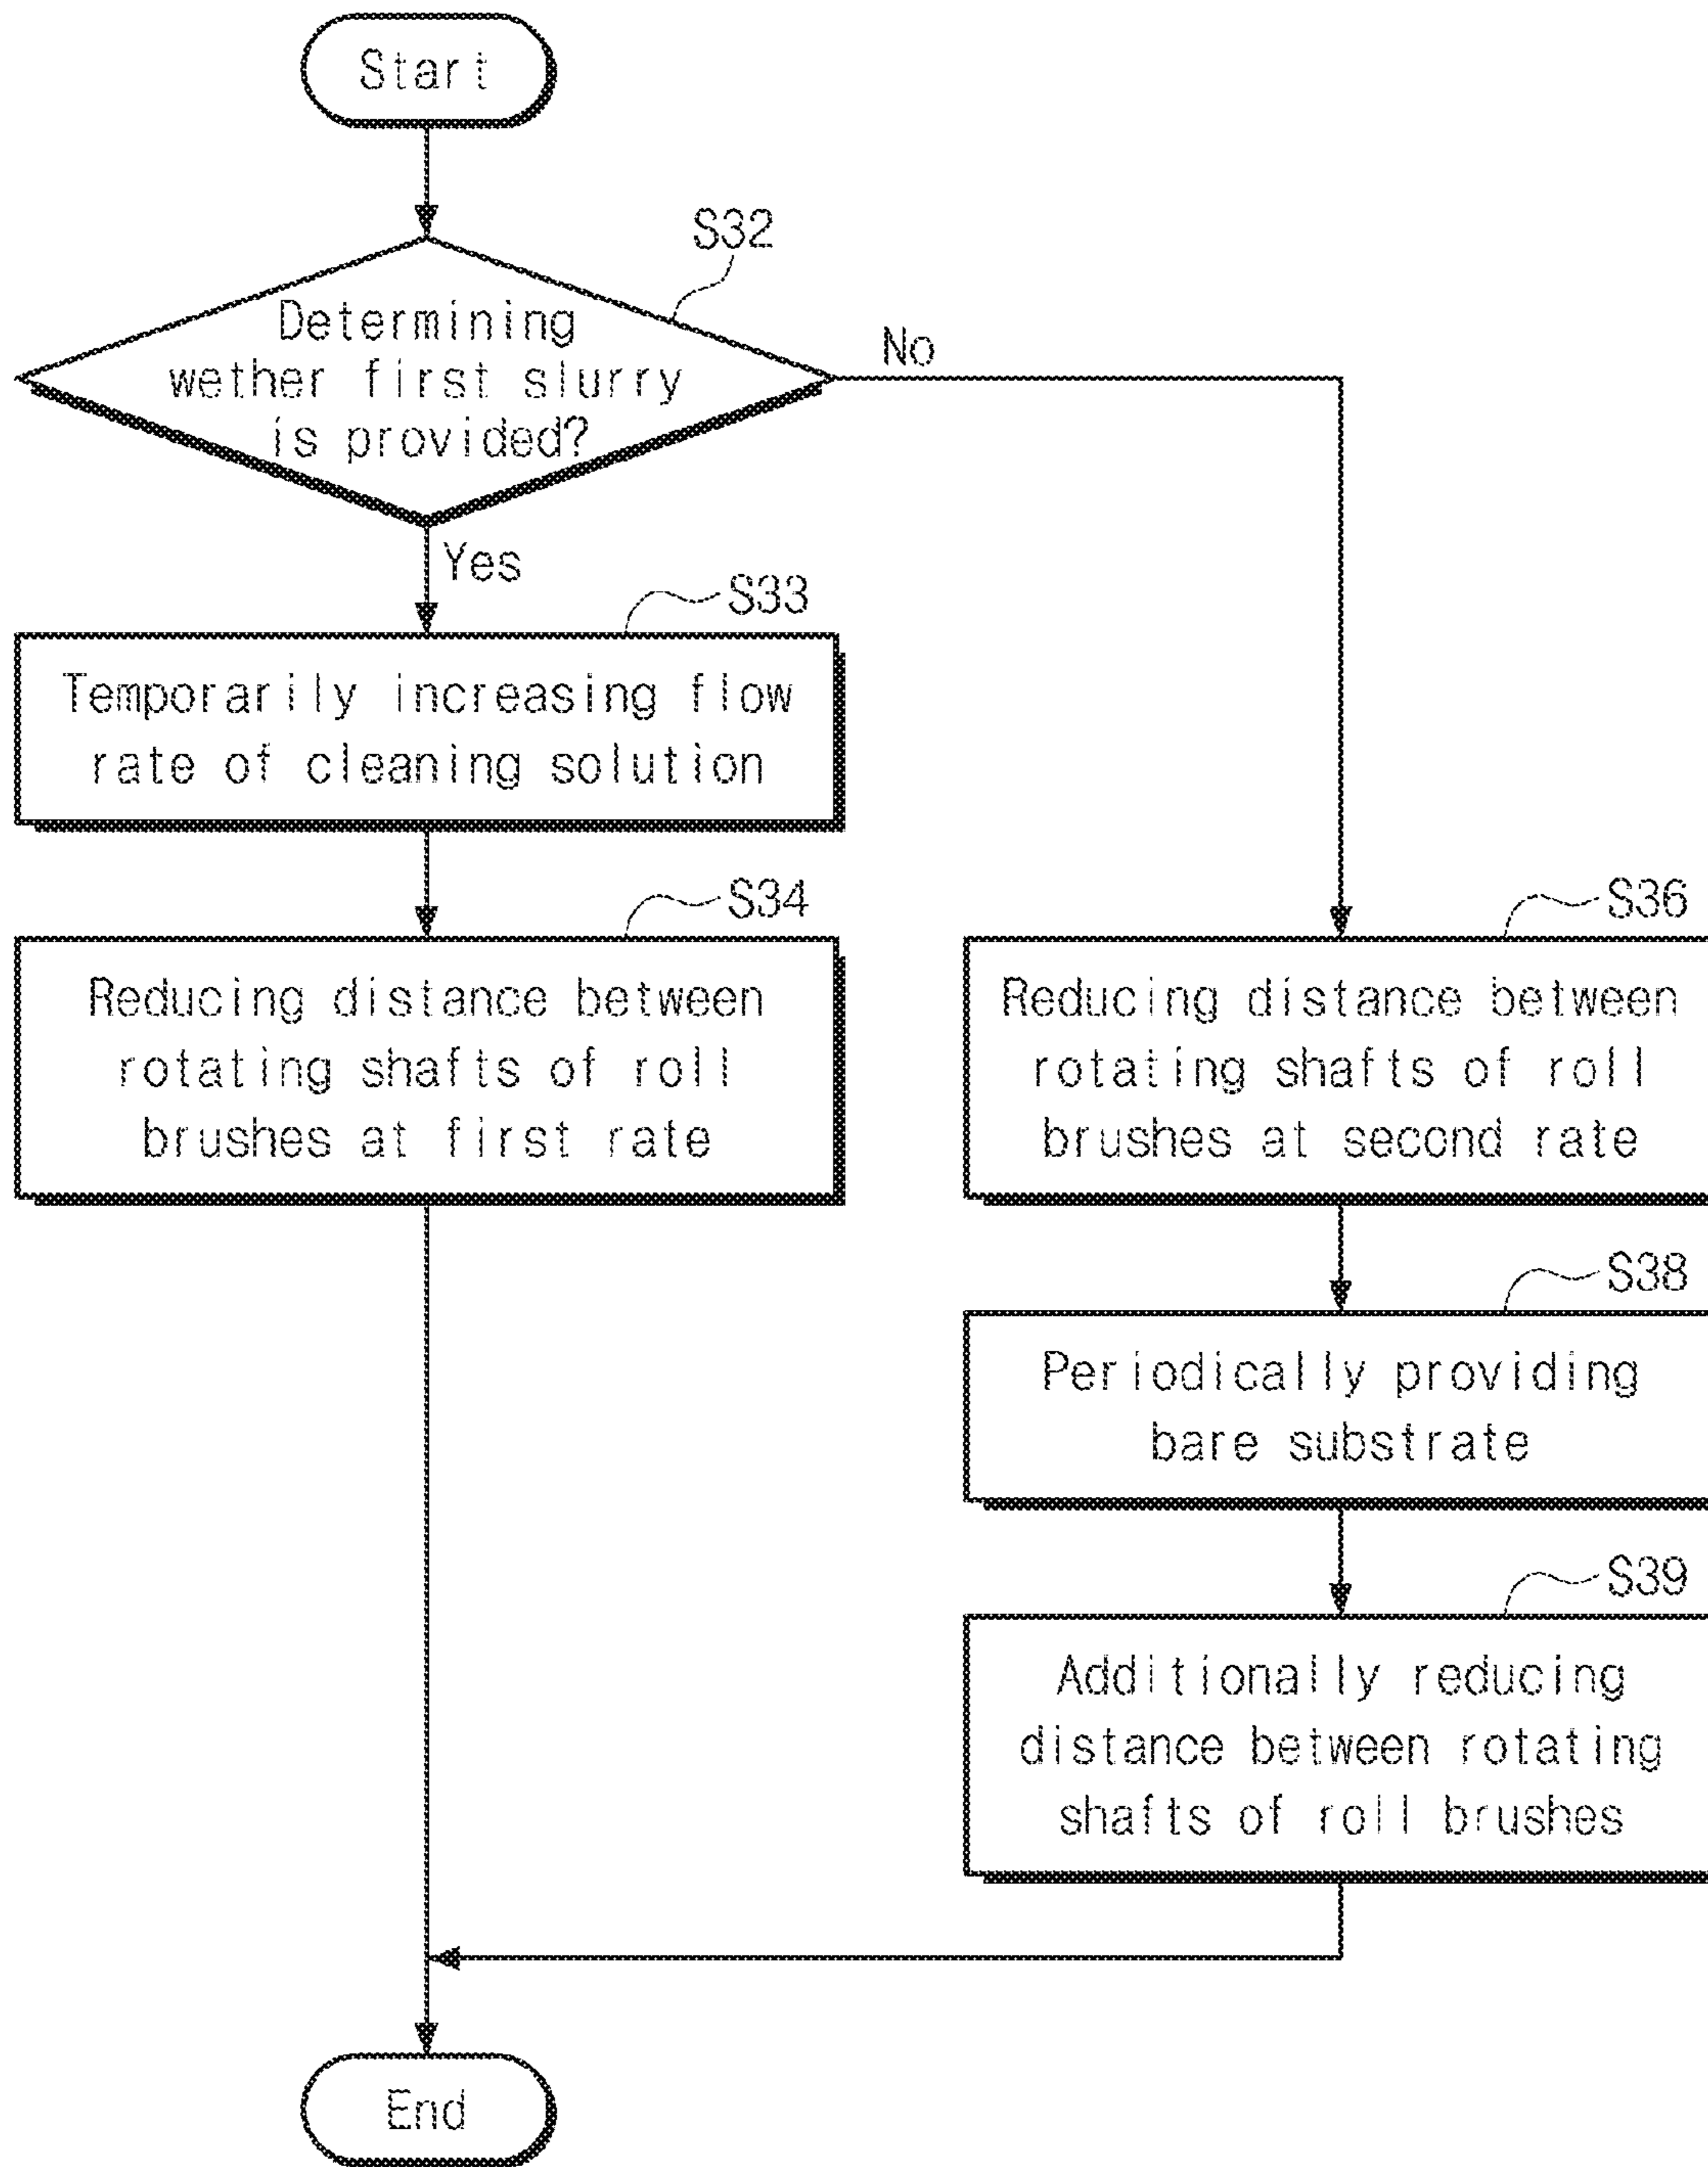 Start
S32
Determining
wether first slurry
is provided?
No
Yes
S33
Temporarily increasing flow
rate of cleaning solution
S34
Reducing distance between
rotating shafts of roll
brushes at first rate
S36
Reducing distance between
rotating shafts of roll
brushes at second rate
S38
Periodically providing
bare substrate
S39
Additionally reducing
distance between rotating
shafts of roll brushes
End